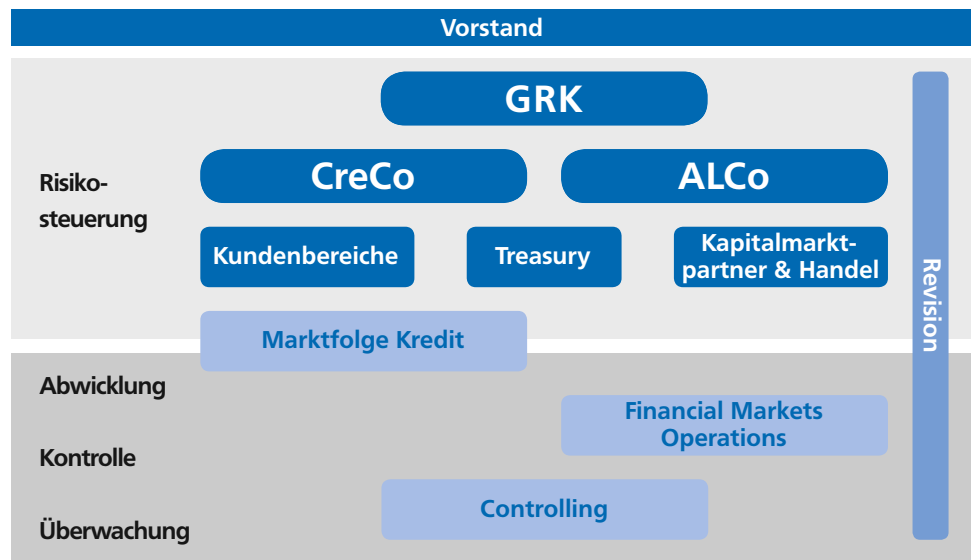 Vorstand
GRK
CreCo
ALCo
Risiko-
steuerung
Kundenbereiche
Treasury
Kapitalmarkt-
partner & Handel
Revision
Marktfolge Kredit
Abwicklung
Financial Markets
Operations
Kontrolle
Controlling
Überwachung